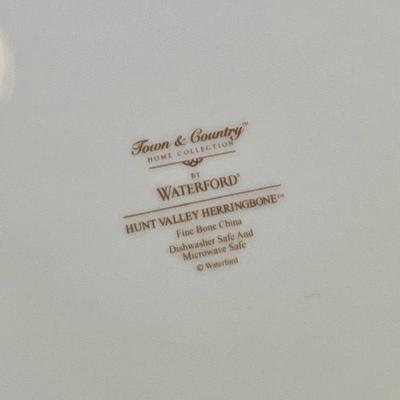 Town & Country™
HOME COLLECTION
BY
WATERFORD®
HUNT VALLEY HERRINGBONE™
Fine Bone China
Dishwasher Safe And
Microwave Safe
© Waterford